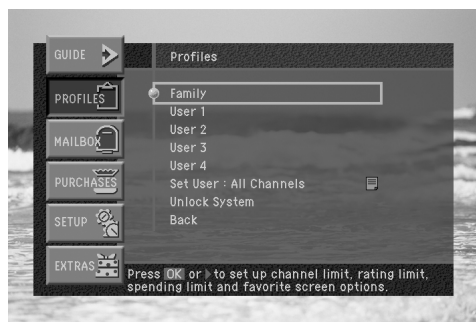 GUIDE
Profiles
PROFILES
Family
User 1
MAILBOX
User 2
User 3
User 4
PURCHASES
Set User : All Channels
Unlock System
SETUP
Back
EXTRAS
Press OK or to set up channel limit, rating limit,
spending limit and favorite screen options.